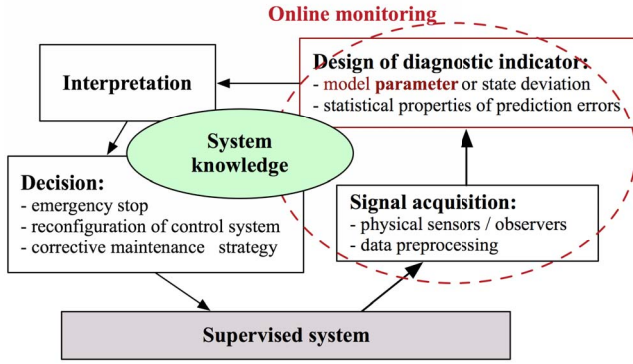 Online monitoring
Design of diagnostic indicator:
- model parameter or state deviation
- statistical properties of prediction errors
Interpretation
System
knowledge
Decision:
- emergency stop
- reconfiguration of control system
- corrective maintenance strategy
Signal acquisition:
- physical sensors / observers
- data preprocessing
Supervised system